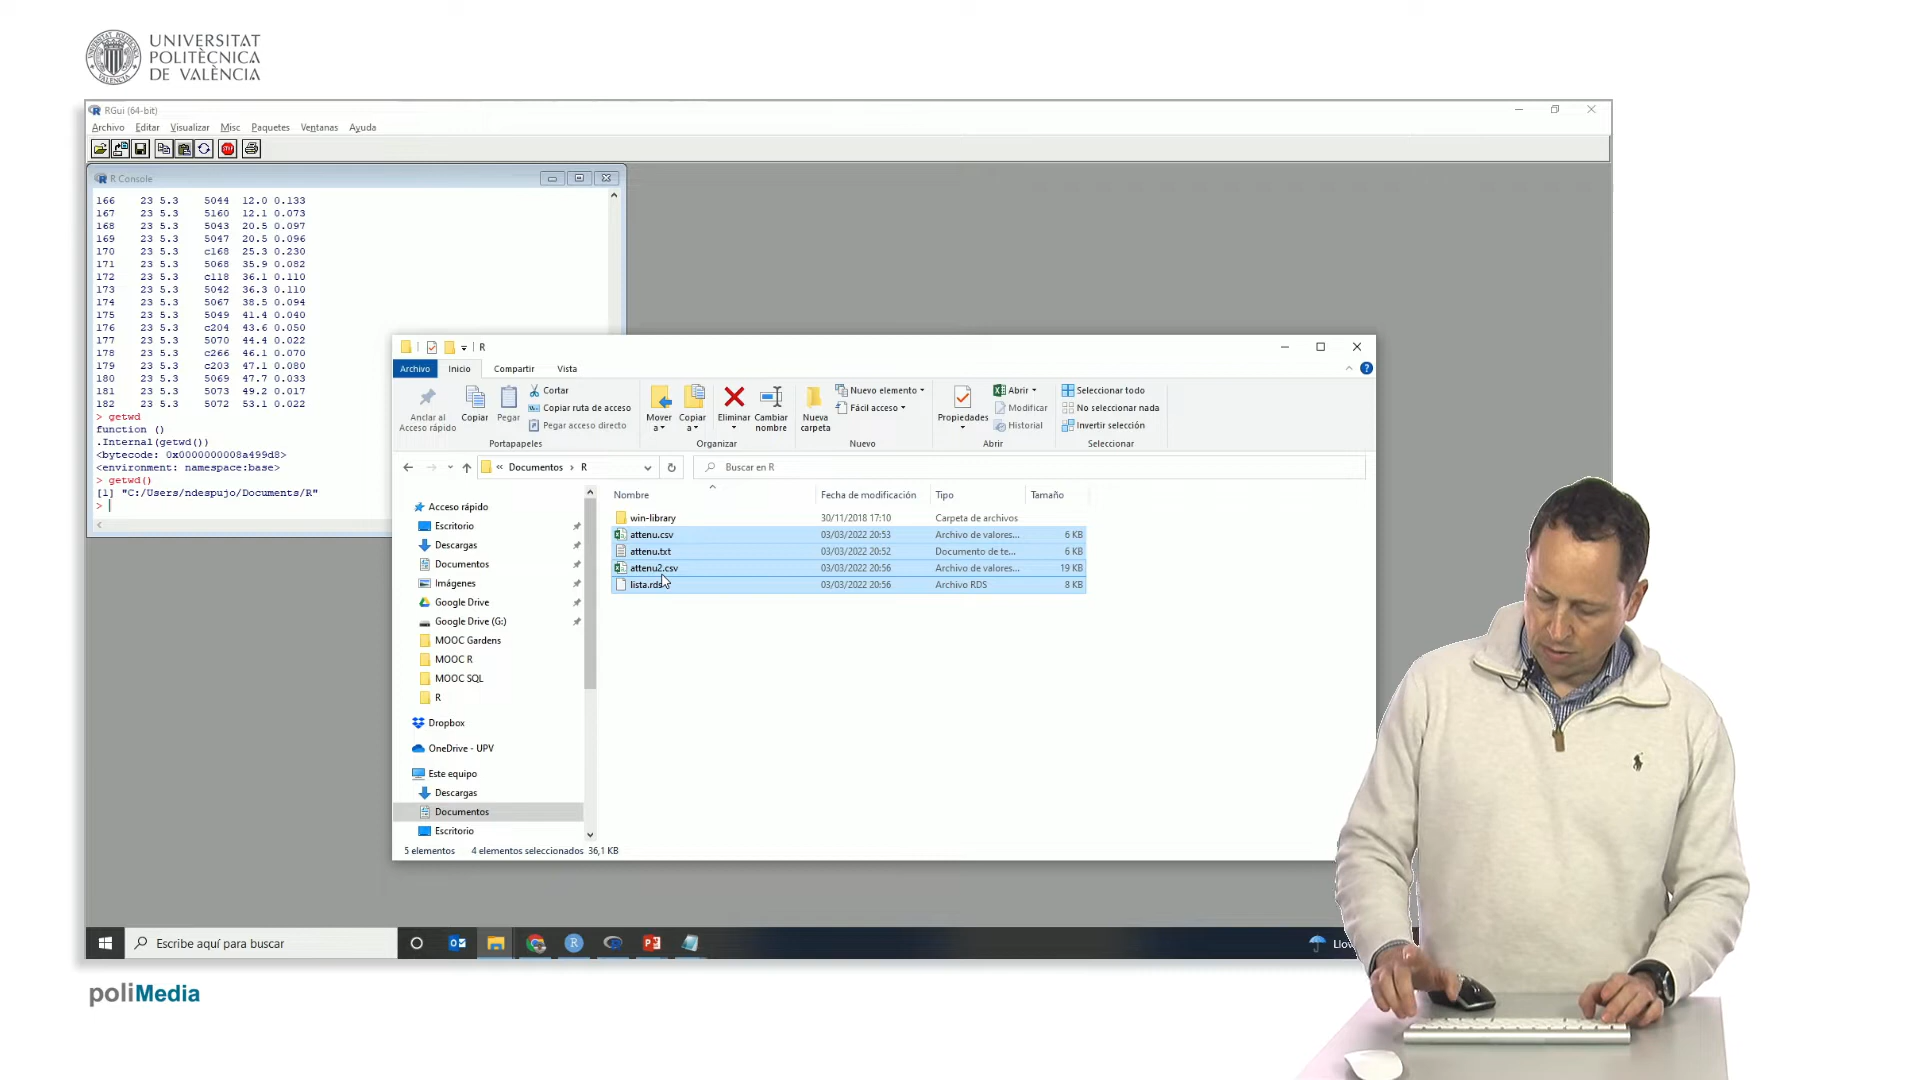 UNIVERSITAT
POLITÈCNICA
DE VALÈNCIA
RGui (64-bit)
Archivo Editar Visualizar Misc Paquetes Ventanas Ayuda
R Console
166 23 5.3 5044 12.0 0.133
167 23 5.3 5160 12.1 0.073
168 23 5.3 5043 20.5 0.097
169 23 5.3 5047 20.5 0.096
170 23 5.3 c168 25.3 0.230
171 23 5.3 5068 35.9 0.082
172 23 5.3 c118 36.1 0.110
173 23 5.3 5042 36.3 0.110
174 23 5.3 5067 38.5 0.094
175 23 5.3 5049 41.4 0.040
176 23 5.3 c204 43.6 0.050
177 23 5.3 5070 44.4 0.022
178 23 5.3 c266 46.1 0.070
179 23 5.3 c203 47.1 0.080
180 23 5.3 5069 47.7 0.033
181 23 5.3 5073 49.2 0.017
182 23 5.3 5072 53.1 0.022
> getwd
function ()
.Internal(getwd())
<bytecode: 0x0000000008a499d8>
<environment: namespace:base>
> getwd()
[1] "C:/Users/ndespujo/Documents/R"
>
R
Archivo Inicio Compartir Vista
Anclar al
Acceso rápido
Copiar
Pegar
Cortar
Copiar ruta de acceso
Pegar acceso directo
Portapapeles
Mover
a
Copiar
a
Eliminar
Cambiar
nombre
Organizar
Nueva
carpeta
Nuevo elemento
Fácil acceso
Nuevo
Propiedades
Abrir
Modificar
Historial
Abrir
Seleccionar todo
No seleccionar nada
Invertir selección
Seleccionar
« Documentos > R
Buscar en R
Nombre Fecha de modificación Tipo Tamaño
win-library 30/11/2018 17:10 Carpeta de archivos
attenu.csv 03/03/2022 20:53 Archivo de valores... 6 KB
attenu.txt 03/03/2022 20:52 Documento de te... 6 KB
attenu2.csv 03/03/2022 20:56 Archivo de valores... 19 KB
lista.rds 03/03/2022 20:56 Archivo RDS 8 KB
Acceso rápido
Escritorio
Descargas
Documentos
Imágenes
Google Drive
Google Drive (G:)
MOOC Gardens
MOOC R
MOOC SQL
R
Dropbox
OneDrive - UPV
Este equipo
Descargas
Documentos
Escritorio
5 elementos 4 elementos seleccionados 36,1 KB
Escribe aquí para buscar
poliMedia